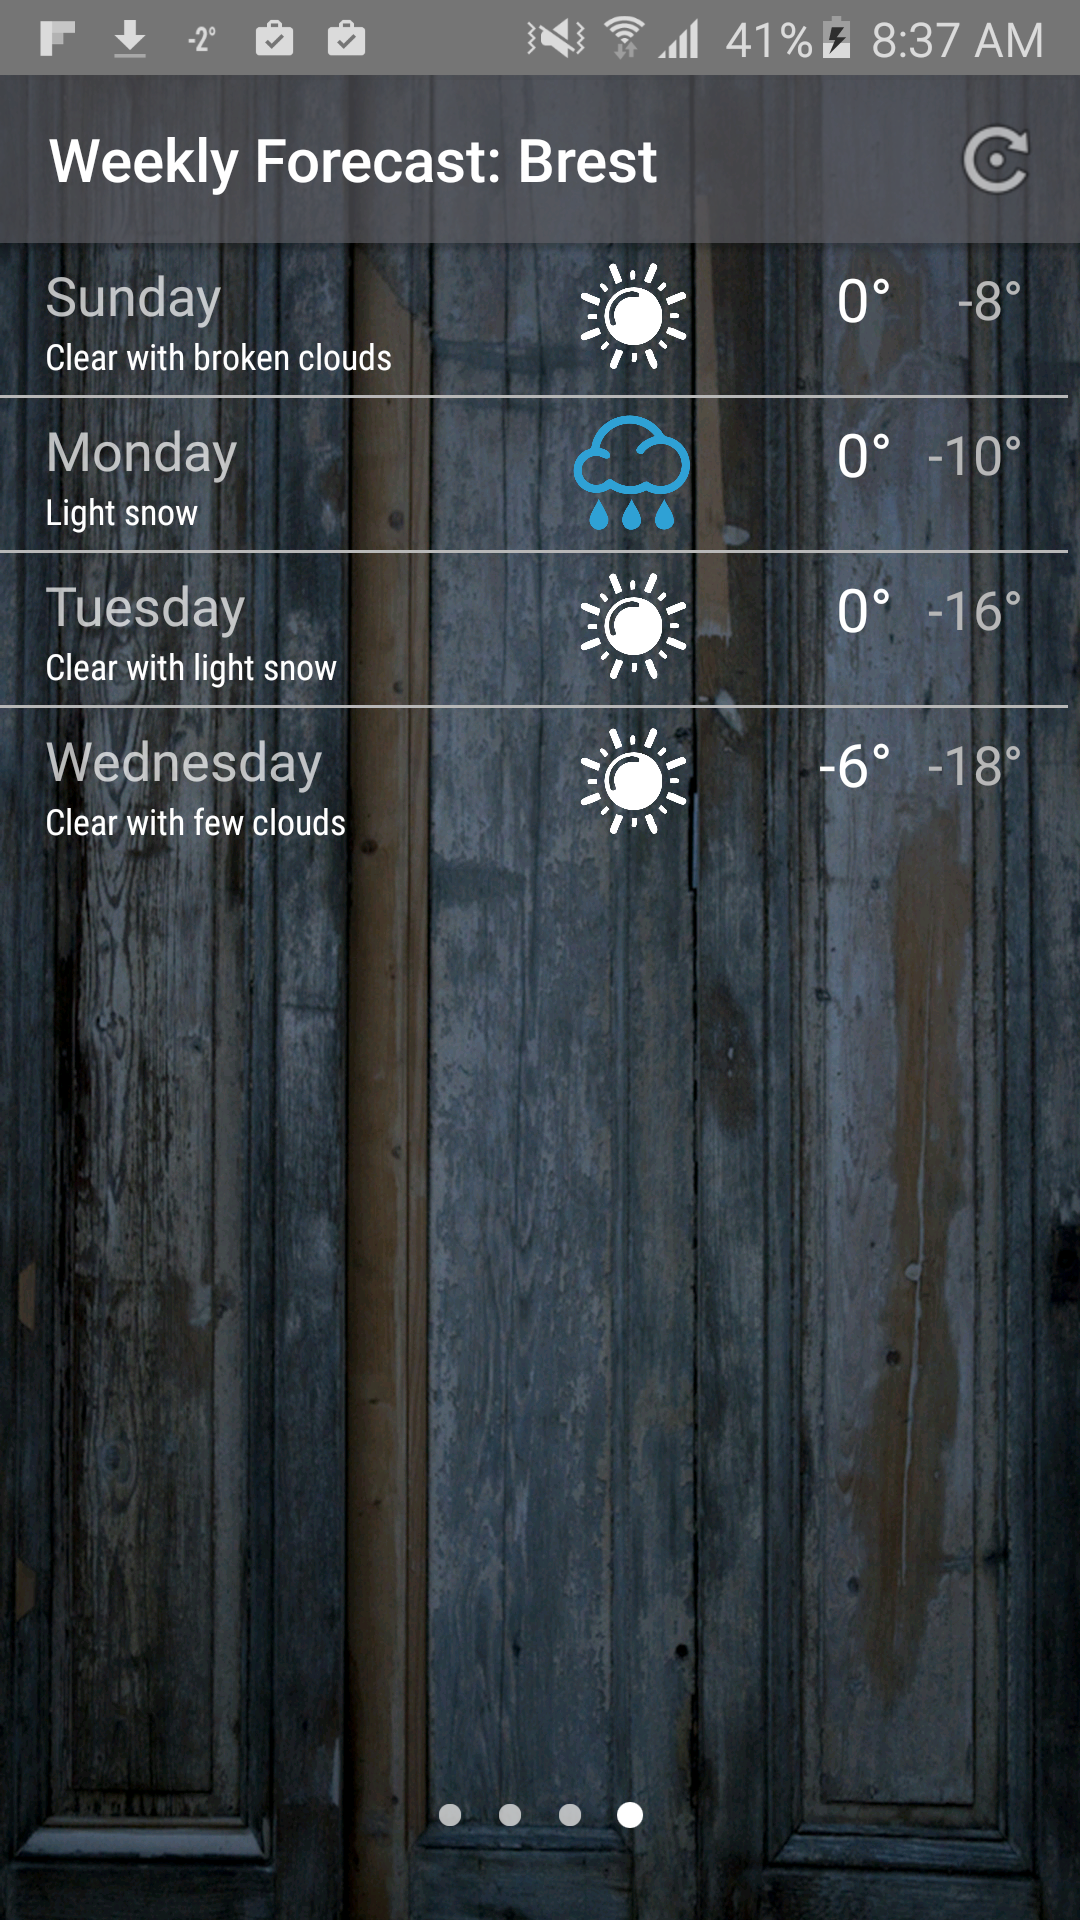 -2° 41% 8:37 AM
Weekly Forecast: Brest
Sunday 0° -8°
Clear with broken clouds
Monday 0° -10°
Light snow
Tuesday 0° -16°
Clear with light snow
Wednesday -6° -18°
Clear with few clouds